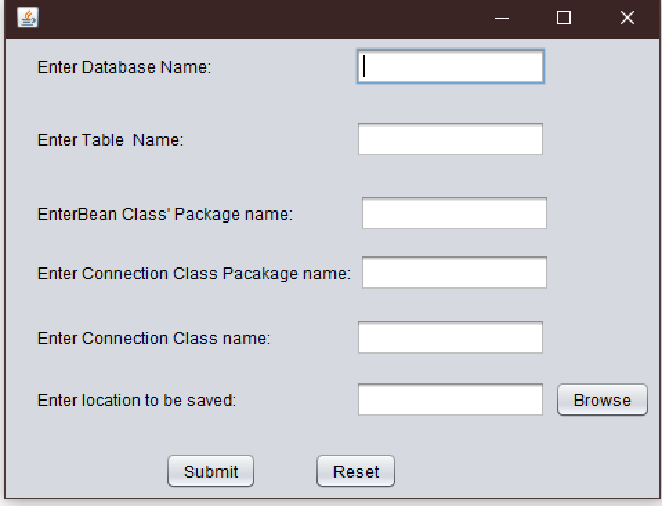 Enter Database Name:
Enter Table  Name:
EnterBean Class' Package name:
Enter Connection Class Pacakage name:
Enter Connection Class name:
Enter location to be saved:
Browse
Submit
Reset